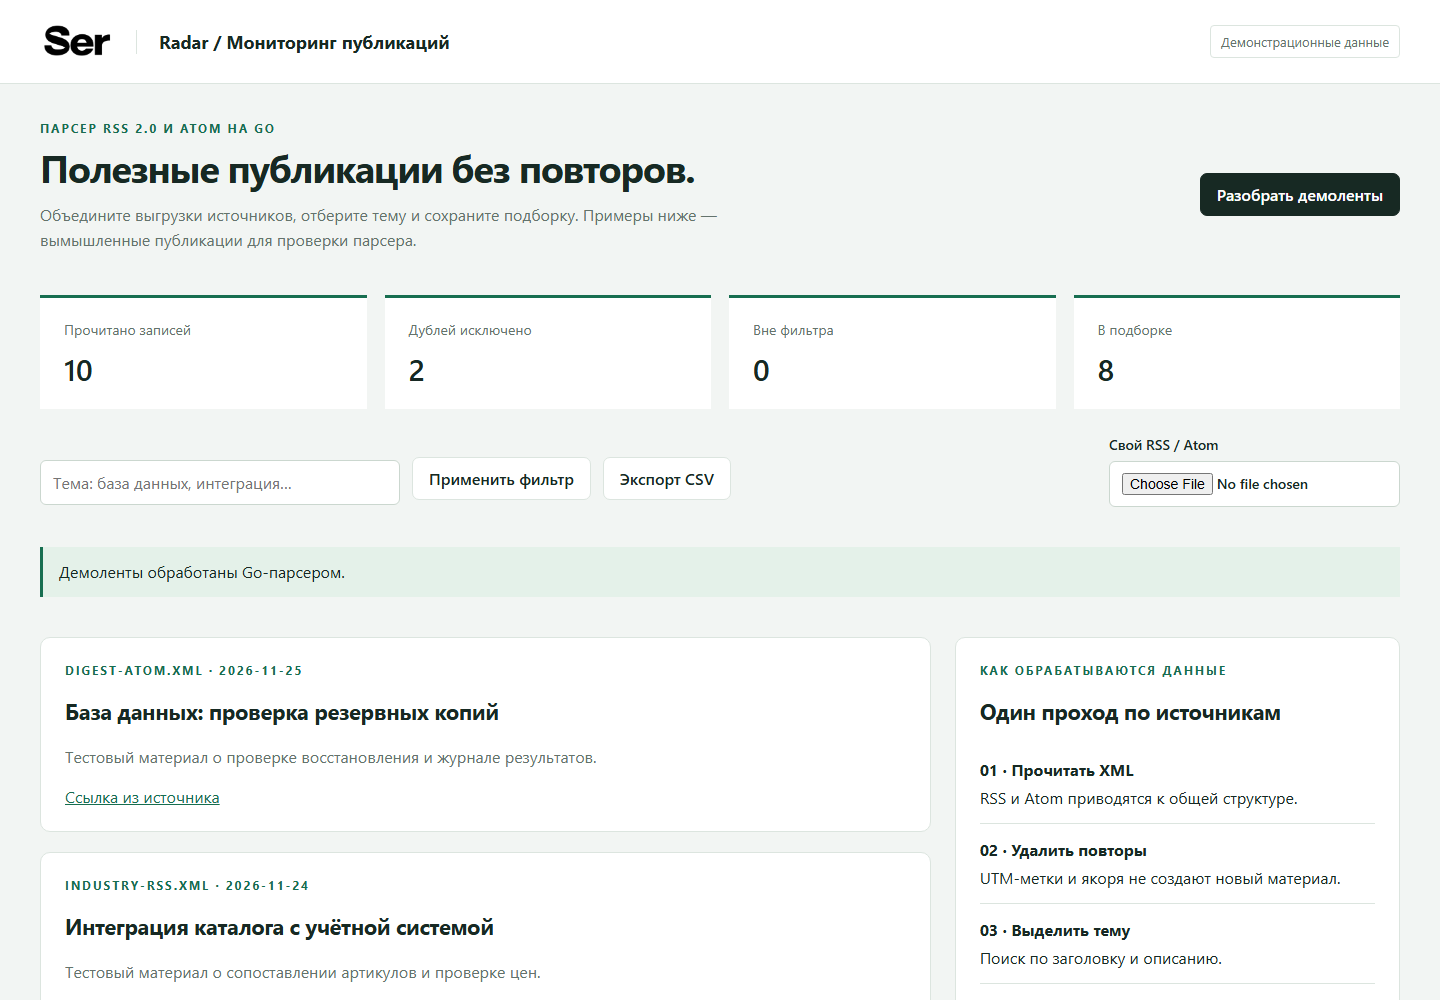 Ser
Radar / Мониторинг публикаций
Демонстрационные данные
ПАРСЕР RSS 2.0 И ATOM НА GO
Полезные публикации без повторов.
Объедините выгрузки источников, отберите тему и сохраните подборку. Примеры ниже —
вымышленные публикации для проверки парсера.
Разобрать демоленты
Прочитано записей
10
Дублей исключено
2
Вне фильтра
0
В подборке
8
Тема: база данных, интеграция...
Применить фильтр
Экспорт CSV
Свой RSS / Atom
Choose File No file chosen
Демоленты обработаны Go-парсером.
DIGEST-ATOM.XML · 2026-11-25
База данных: проверка резервных копий
Тестовый материал о проверке восстановления и журнале результатов.
Ссылка из источника
INDUSTRY-RSS.XML · 2026-11-24
Интеграция каталога с учётной системой
Тестовый материал о сопоставлении артикулов и проверке цен.
КАК ОБРАБАТЫВАЮТСЯ ДАННЫЕ
Один проход по источникам
01 · Прочитать XML
RSS и Atom приводятся к общей структуре.
02 · Удалить повторы
UTM-метки и якоря не создают новый материал.
03 · Выделить тему
Поиск по заголовку и описанию.